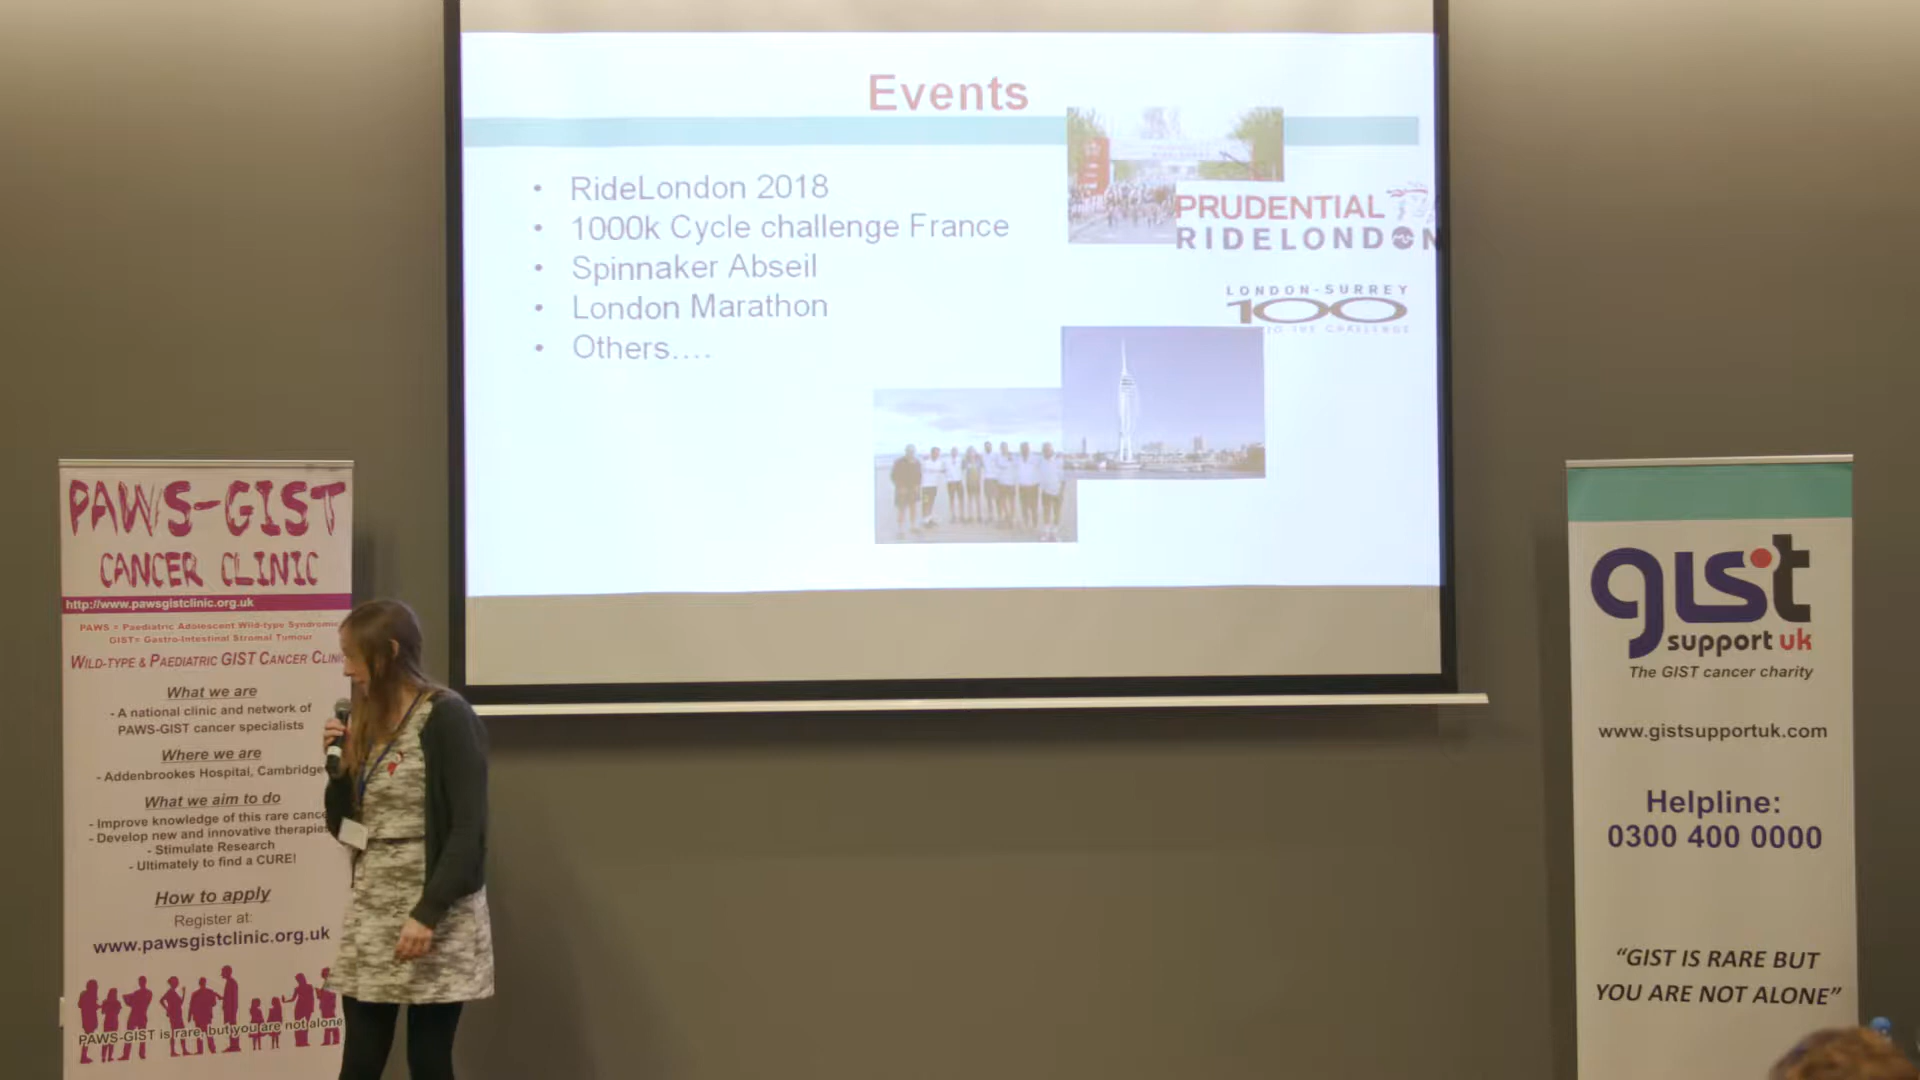 Events
• RideLondon 2018
• 1000k Cycle challenge France
• Spinnaker Abseil
• London Marathon
• Others....
PRUDENTIAL
RIDELONDON
LONDON-SURREY
100
CHALLENGE
PAWS-GIST
CANCER CLINIC
http://www.pawsgistclinic.org.uk
PAWS = Paediatric Adolescent Wild-type Syndromic
GIST= Gastro-Intestinal Stromal Tumour
WILD-TYPE & PAEDIATRIC GIST CANCER CLINIC
What we are
- A national clinic and network of
PAWS-GIST cancer specialists
Where we are
- Addenbrookes Hospital, Cambridge
What we aim to do
- Improve knowledge of this rare cance
- Develop new and innovative therapies
- Stimulate Research
- Ultimately to find a CURE!
How to apply
Register at:
www.pawsgistclinic.org.uk
PAWS-GIST is rare, but you are not alone
gist
support uk
The GIST cancer charity
www.gistsupportuk.com
Helpline:
0300 400 0000
“GIST IS RARE BUT
YOU ARE NOT ALONE”